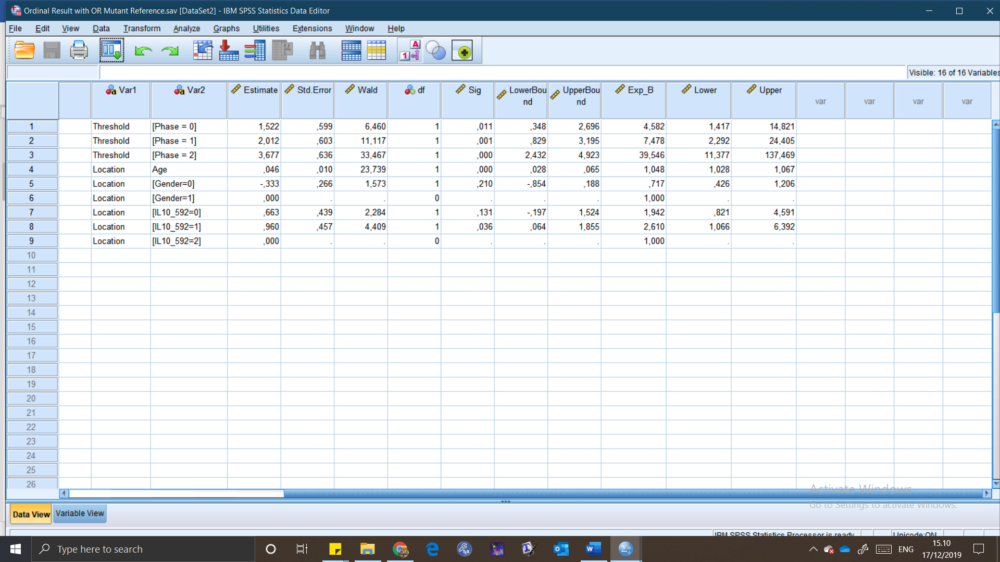 Ordinal Result with OR Mutant Reference.sav [DataSet2] - IBM SPSS Statistics Data Editor
File Edit View Data Transform Analyze Graphs Utilities Extensions Window Help
Visible: 16 of 16 Variables
Var1 Var2 Estimate Std.Error Wald df Sig LowerBound UpperBound Exp_B Lower Upper var var var var
1 Threshold [Phase = 0] 1,522 ,599 6,460 1 ,011 ,348 2,696 4,582 1,417 14,821
2 Threshold [Phase = 1] 2,012 ,603 11,117 1 ,001 ,829 3,195 7,478 2,292 24,405
3 Threshold [Phase = 2] 3,677 ,636 33,467 1 ,000 2,432 4,923 39,546 11,377 137,469
4 Location Age ,046 ,010 23,739 1 ,000 ,028 ,065 1,048 1,028 1,067
5 Location [Gender=0] -,333 ,266 1,573 1 ,210 -,854 ,188 ,717 ,426 1,206
6 Location [Gender=1] ,000 . . 0 . . . 1,000 . .
7 Location [IL10_592=0] ,663 ,439 2,284 1 ,131 -,197 1,524 1,942 ,821 4,591
8 Location [IL10_592=1] ,960 ,457 4,409 1 ,036 ,064 1,855 2,610 1,066 6,392
9 Location [IL10_592=2] ,000 . . 0 . . . 1,000 . .
10
11
12
13
14
15
16
17
18
19
20
21
22
23
24
25
26
Activate Windows
Go to Settings to activate Windows.
Data View Variable View
IBM SPSS Statistics Processor is ready Unicode:ON
Type here to search
ENG
15.10
17/12/2019